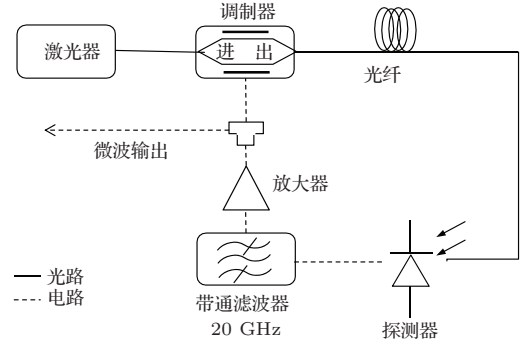 调制器
激光器
进 出
光纤
微波输出
放大器
光路
电路
带通滤波器
20 GHz
探测器